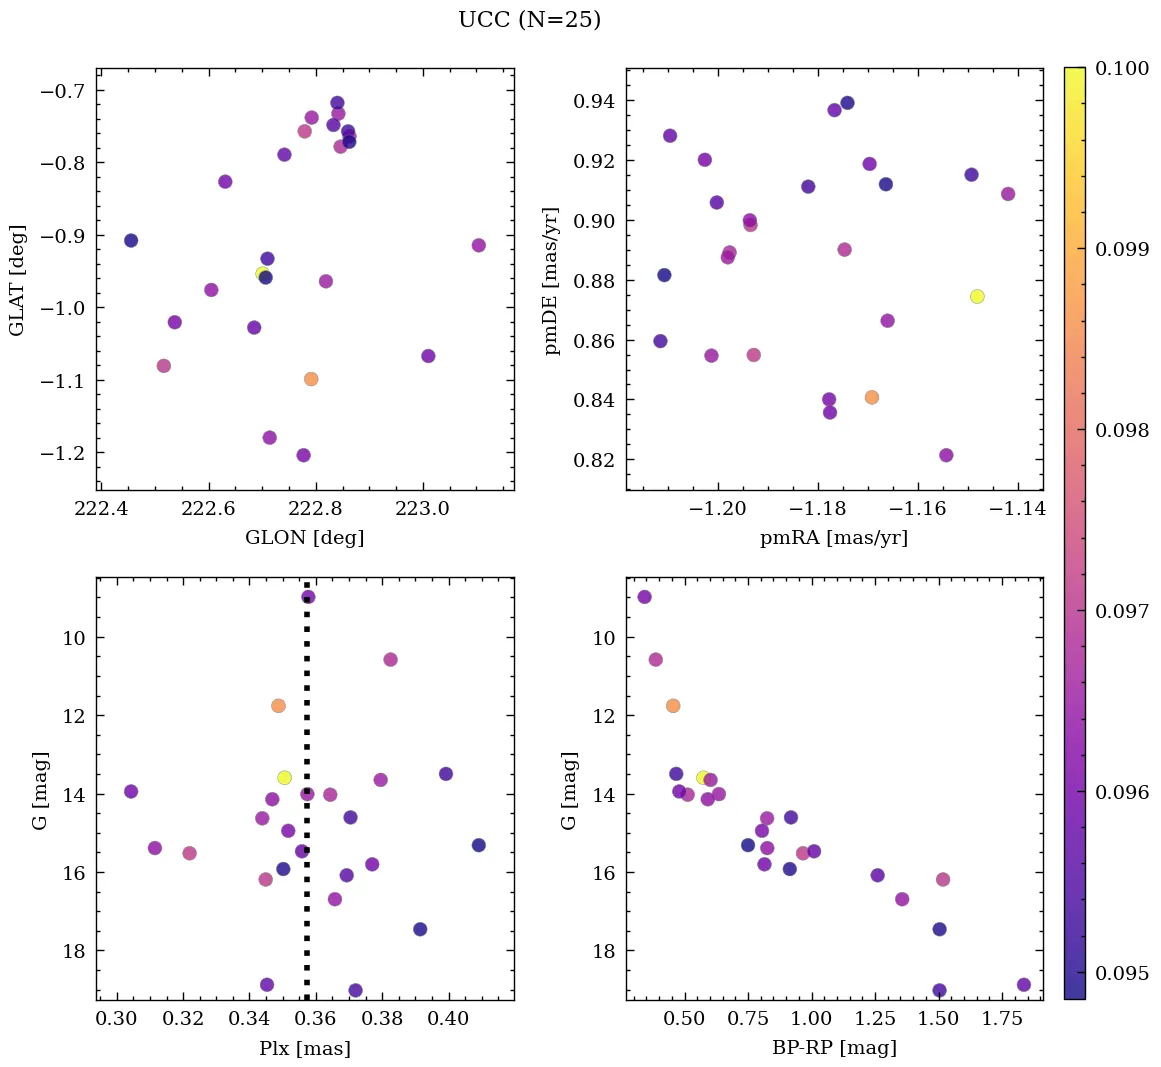 UCC (N=25)
−0.7
−0.8
−0.9
−1.0
−1.1
−1.2
GLAT [deg]
222.4 222.6 222.8 223.0
GLON [deg]
0.94
0.92
0.90
0.88
0.86
0.84
0.82
pmDE [mas/yr]
−1.20 −1.18 −1.16 −1.14
pmRA [mas/yr]
10
12
14
16
18
G [mag]
0.30 0.32 0.34 0.36 0.38 0.40
Plx [mas]
10
12
14
16
18
G [mag]
0.50 0.75 1.00 1.25 1.50 1.75
BP-RP [mag]
0.100
0.099
0.098
0.097
0.096
0.095